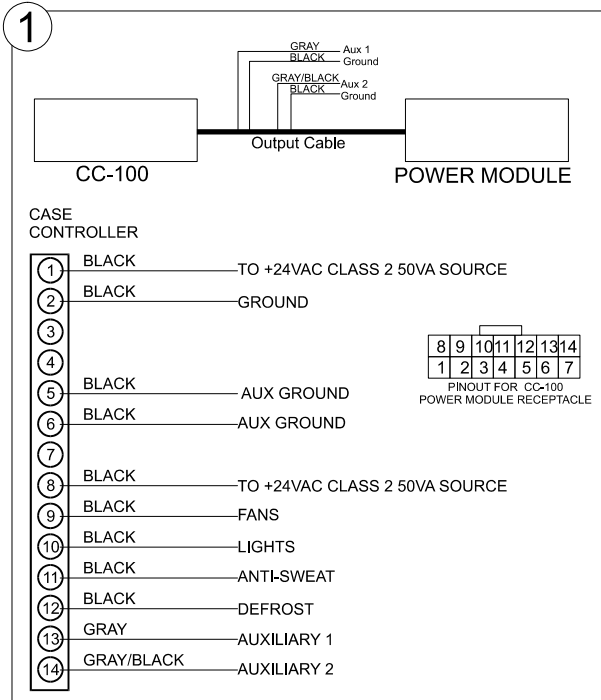 1
GRAY Aux 1
BLACK Ground
GRAY/BLACK Aux 2
BLACK Ground
Output Cable
CC-100 POWER MODULE
CASE
CONTROLLER
1 BLACK TO +24VAC CLASS 2 50VA SOURCE
2 BLACK GROUND
3
4
5 BLACK AUX GROUND
6 BLACK AUX GROUND
7
8 BLACK TO +24VAC CLASS 2 50VA SOURCE
9 BLACK FANS
10 BLACK LIGHTS
11 BLACK ANTI-SWEAT
12 BLACK DEFROST
13 GRAY AUXILIARY 1
14 GRAY/BLACK AUXILIARY 2
8 9 10 11 12 13 14
1 2 3 4 5 6 7
PINOUT FOR CC-100
POWER MODULE RECEPTACLE